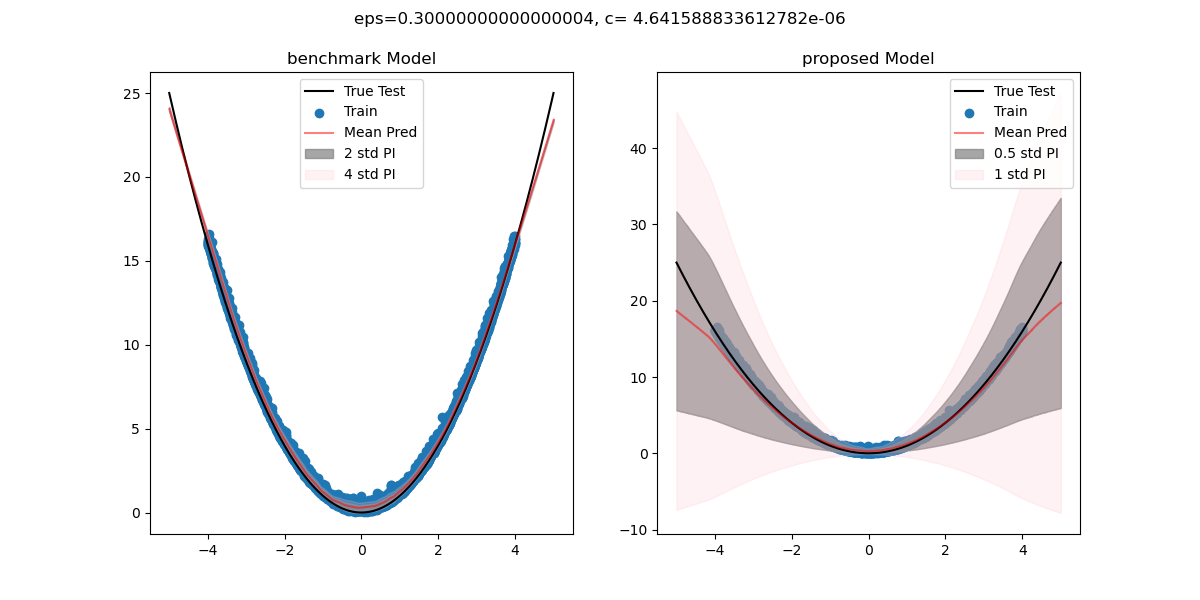 eps=0.30000000000000004, c= 4.641588833612782e-06
benchmark Model
True Test
Train
Mean Pred
2 std PI
4 std PI
25
20
15
10
5
0
−4
−2
0
2
4
proposed Model
True Test
Train
Mean Pred
0.5 std PI
1 std PI
40
30
20
10
0
−10
−4
−2
0
2
4